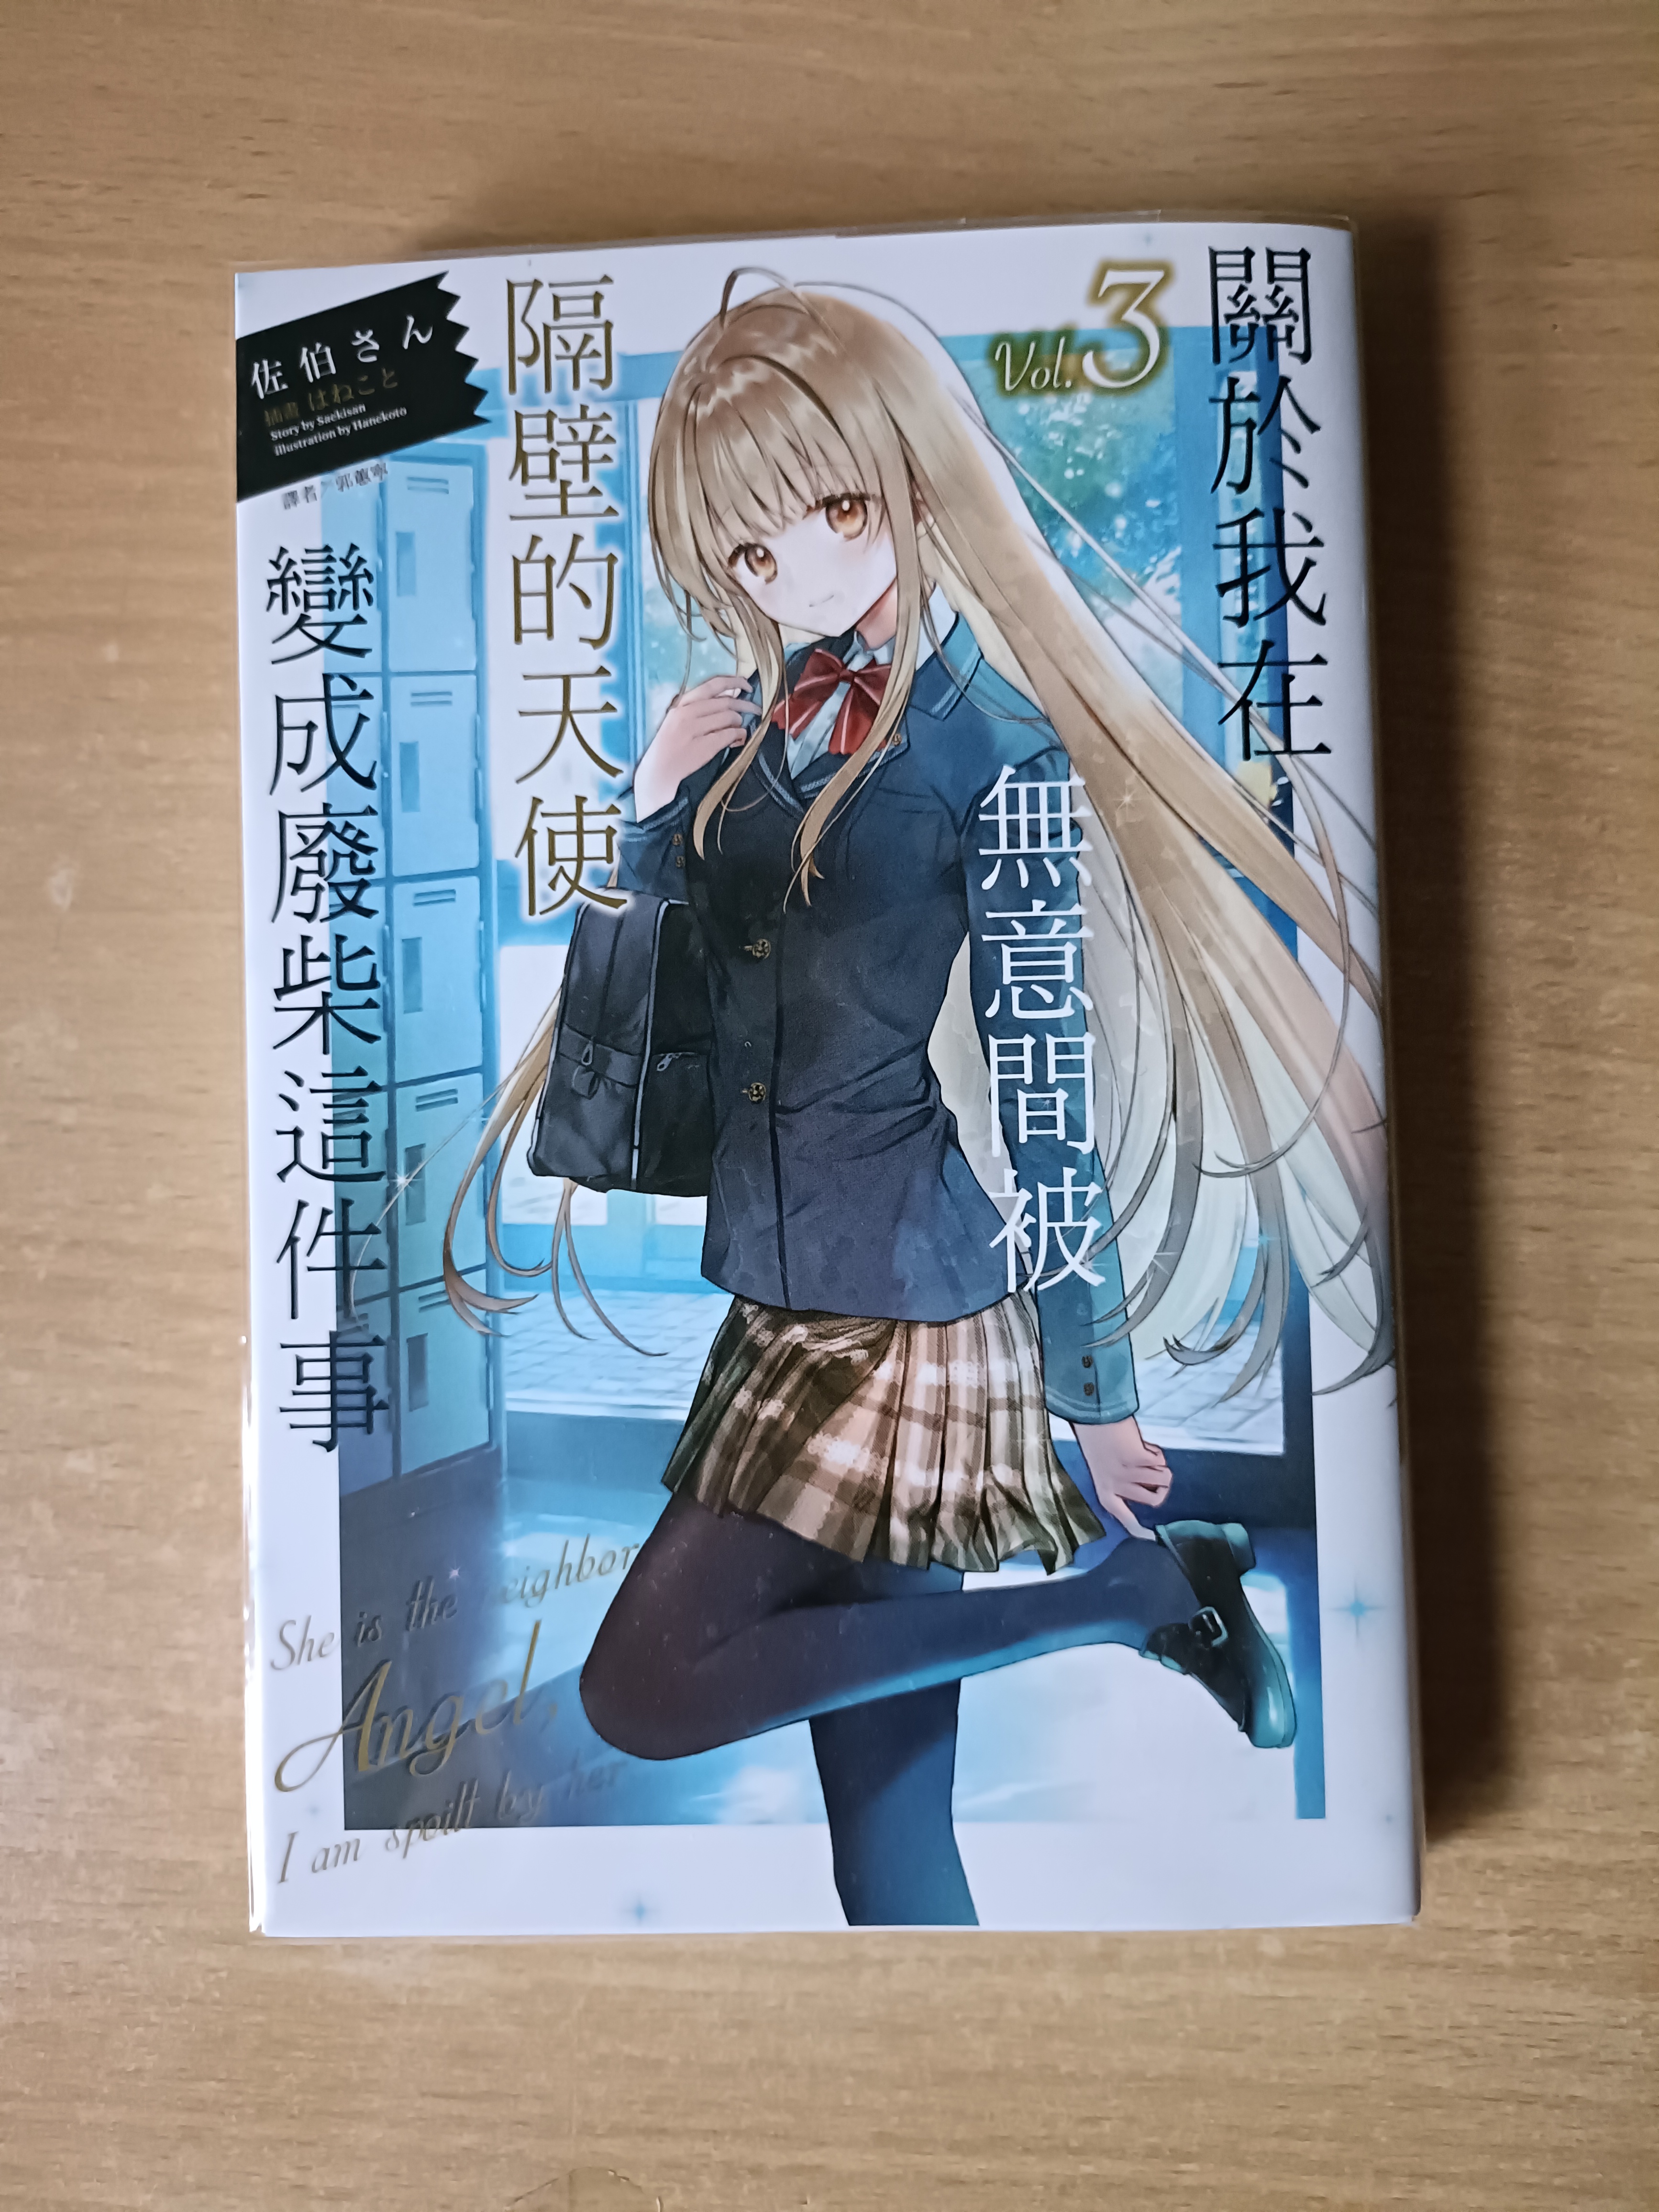 關於我在
無意間被
隔壁的天使
變成廢柴這件事
Vol.3
佐伯さん
插畫 はねこと
Story by Saekisan
illustration by Hanekoto
譯者/郭蕙寧
She is the neighbor
Angel,
I am spoilt by her